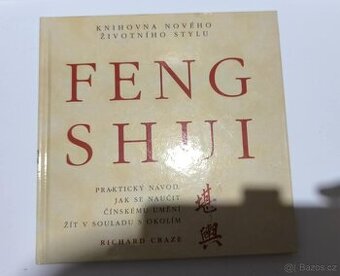 KNIHOVNA NOVÉHO
ŽIVOTNÍHO STYLU
FENG
SHUI
PRAKTICKÝ NÁVOD,
JAK SE NAUČIT
ČÍNSKÉMU UMĚNÍ
ŽÍT V SOULADU S OKOLÍM
堪輿
RICHARD CRAZE
Bazos.cz